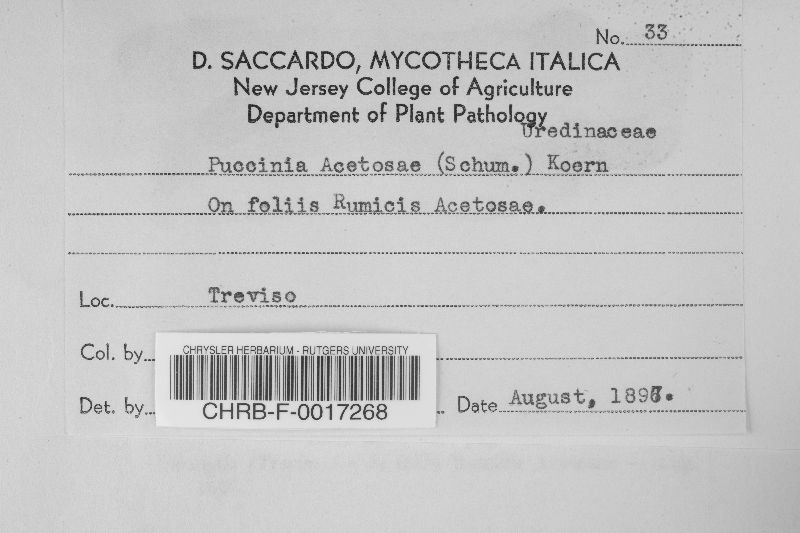 No. 33
D. SACCARDO, MYCOTHECA ITALICA
New Jersey College of Agriculture
Department of Plant Pathology
Uredinaceae
Puccinia Acetosae (Schum.) Koern
On foliis Rumicis Acetosae.
Loc. Treviso
Col. by
CHRYSLER HERBARIUM - RUTGERS UNIVERSITY
CHRB-F-0017268
Det. by
Date August, 1897.